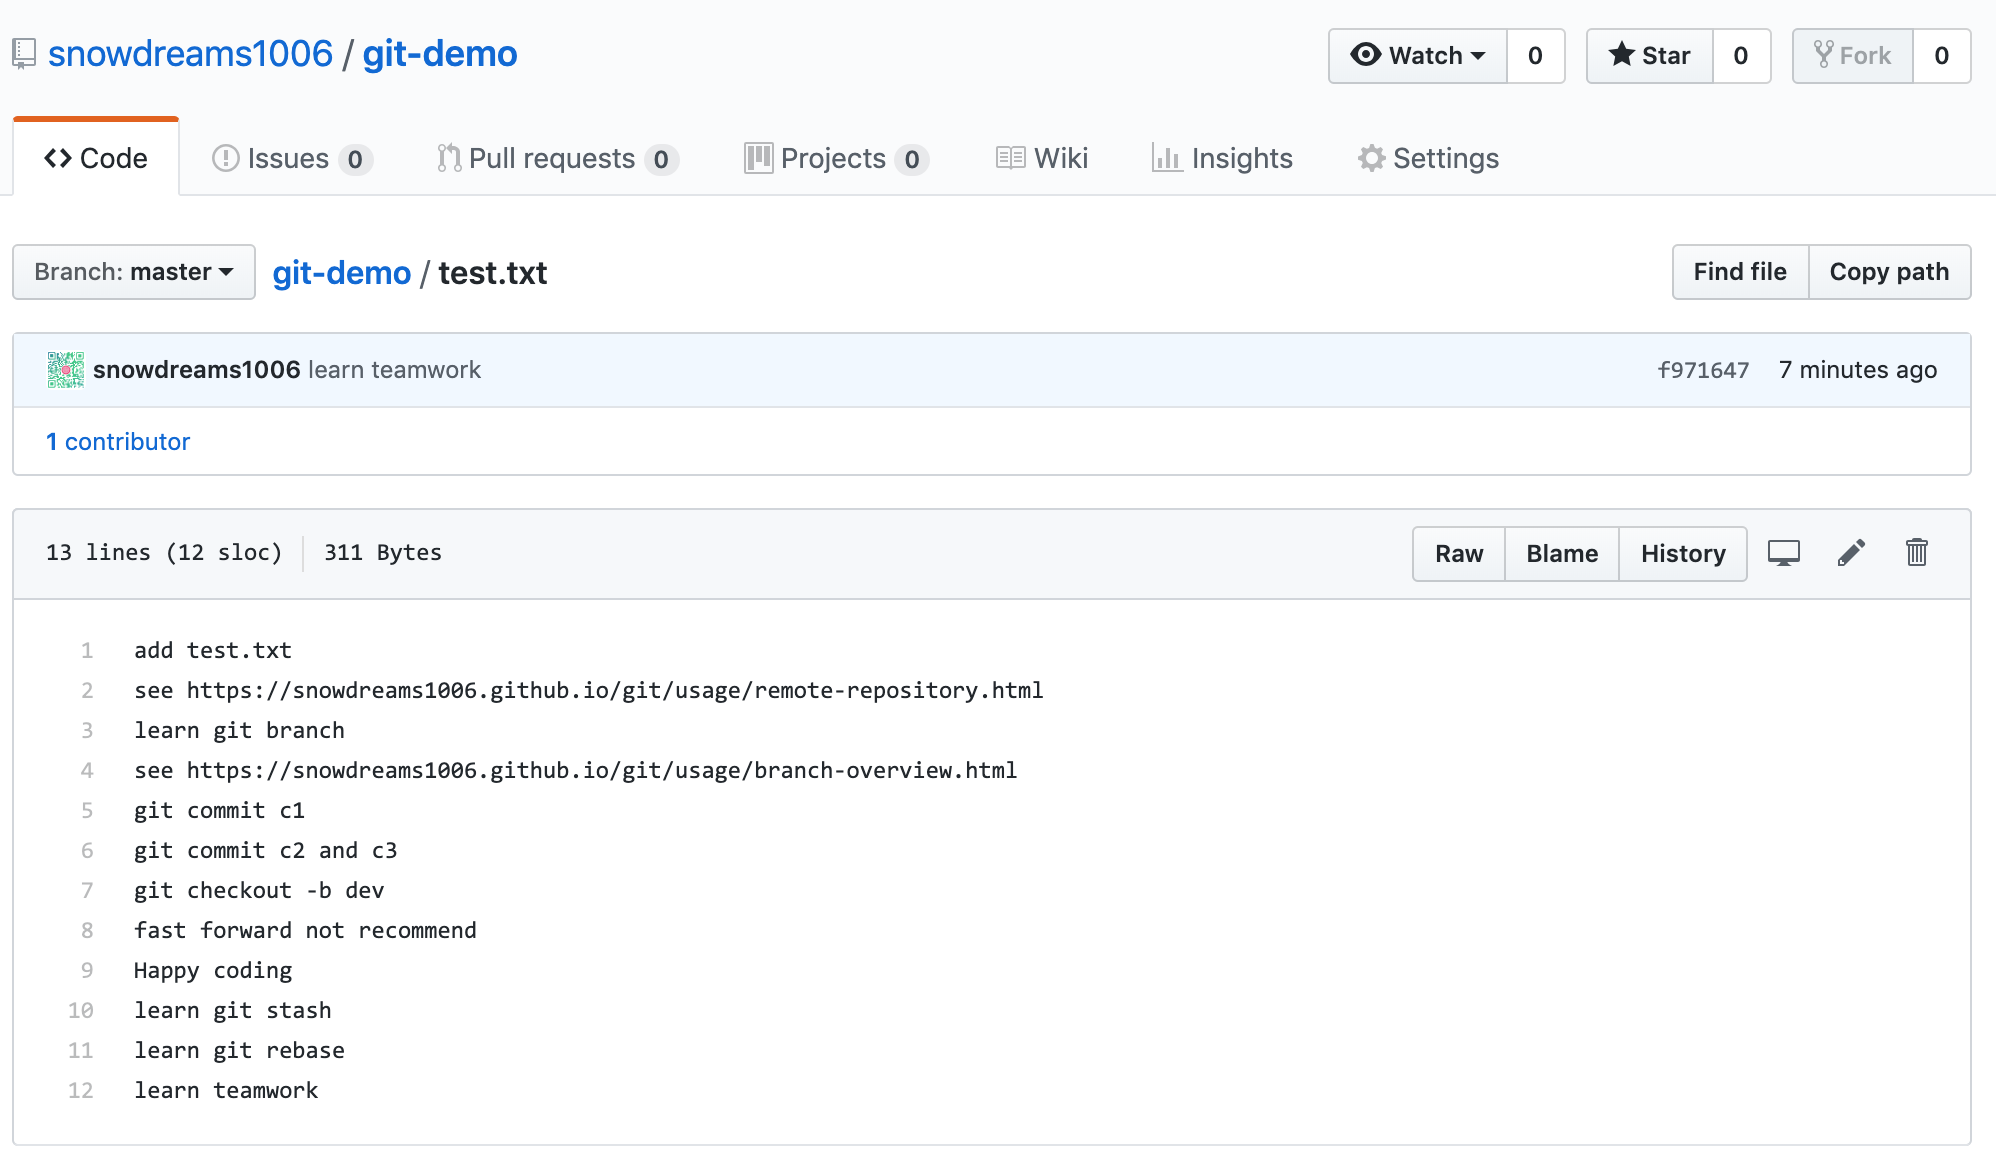 snowdreams1006 / git-demo
Watch 0 Star 0 Fork 0
Code Issues 0 Pull requests 0 Projects 0 Wiki Insights Settings
Branch: master git-demo / test.txt Find file Copy path
snowdreams1006 learn teamwork f971647 7 minutes ago
1 contributor
13 lines (12 sloc) 311 Bytes Raw Blame History
1 add test.txt
2 see https://snowdreams1006.github.io/git/usage/remote-repository.html
3 learn git branch
4 see https://snowdreams1006.github.io/git/usage/branch-overview.html
5 git commit c1
6 git commit c2 and c3
7 git checkout -b dev
8 fast forward not recommend
9 Happy coding
10 learn git stash
11 learn git rebase
12 learn teamwork